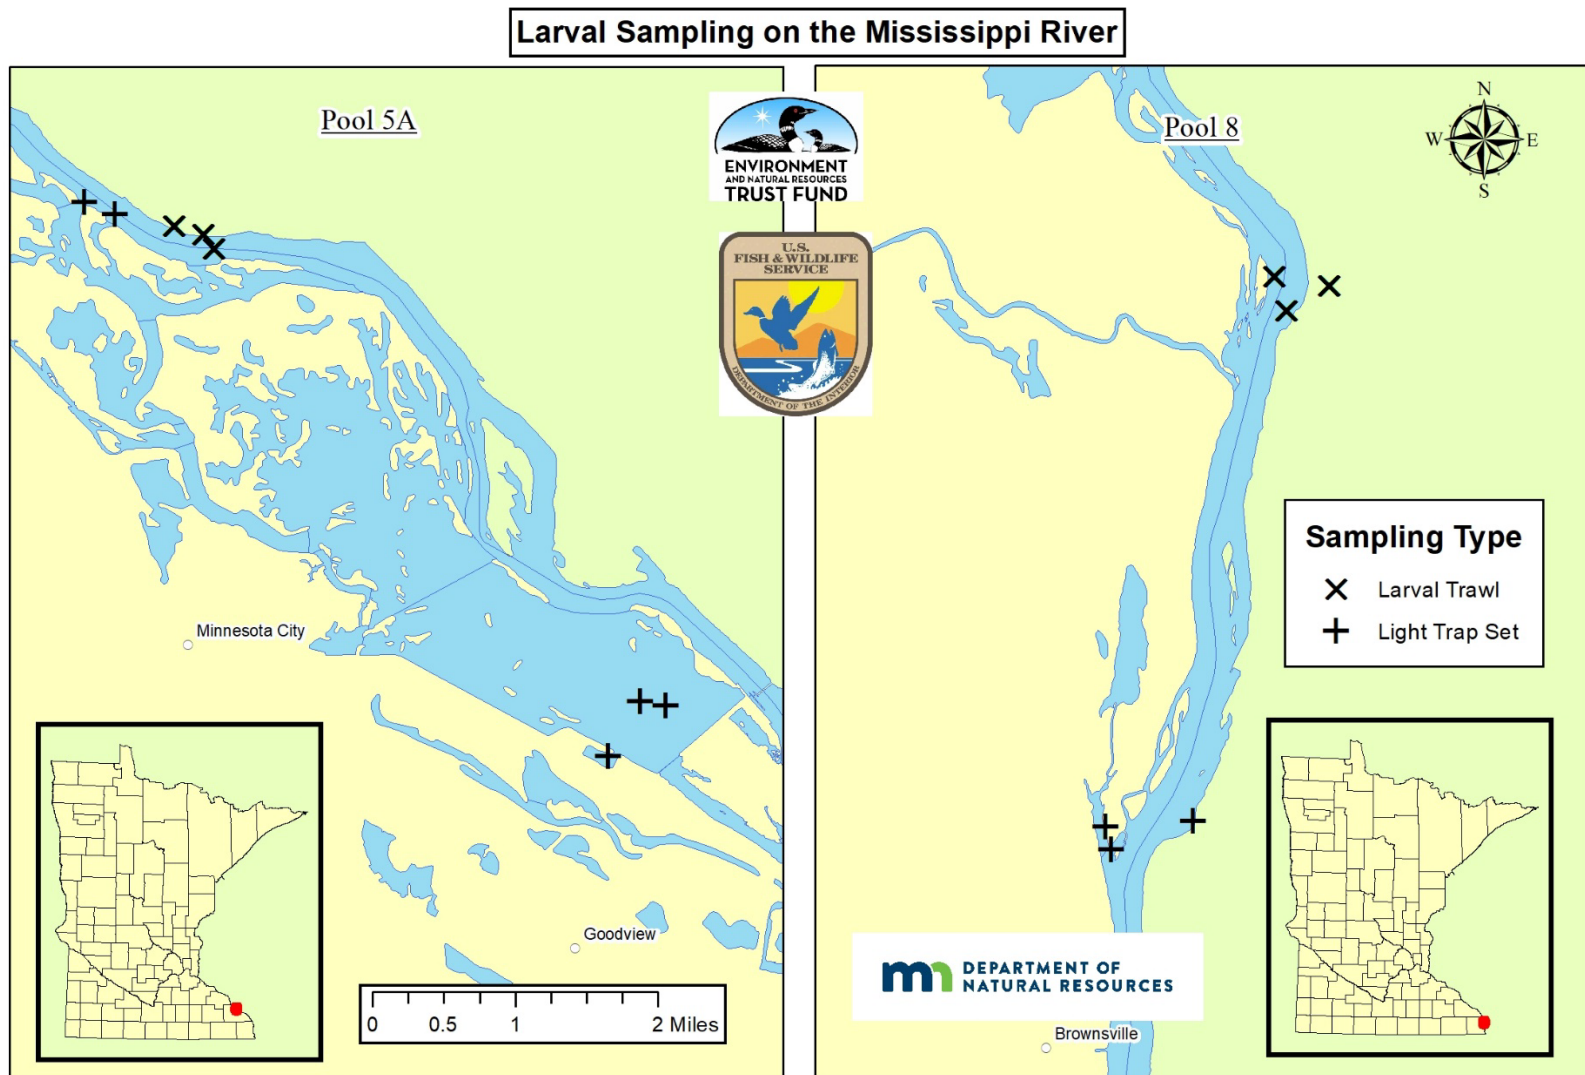 Larval Sampling on the Mississippi River
Pool 5A
ENVIRONMENT
AND NATURAL RESOURCES
TRUST FUND
U.S.
FISH & WILDLIFE
SERVICE
DEPARTMENT OF THE INTERIOR
Pool 8
N
W
E
S
Sampling Type
Larval Trawl
Light Trap Set
Minnesota City
Goodview
0 0.5 1 2 Miles
DEPARTMENT OF
NATURAL RESOURCES
Brownsville